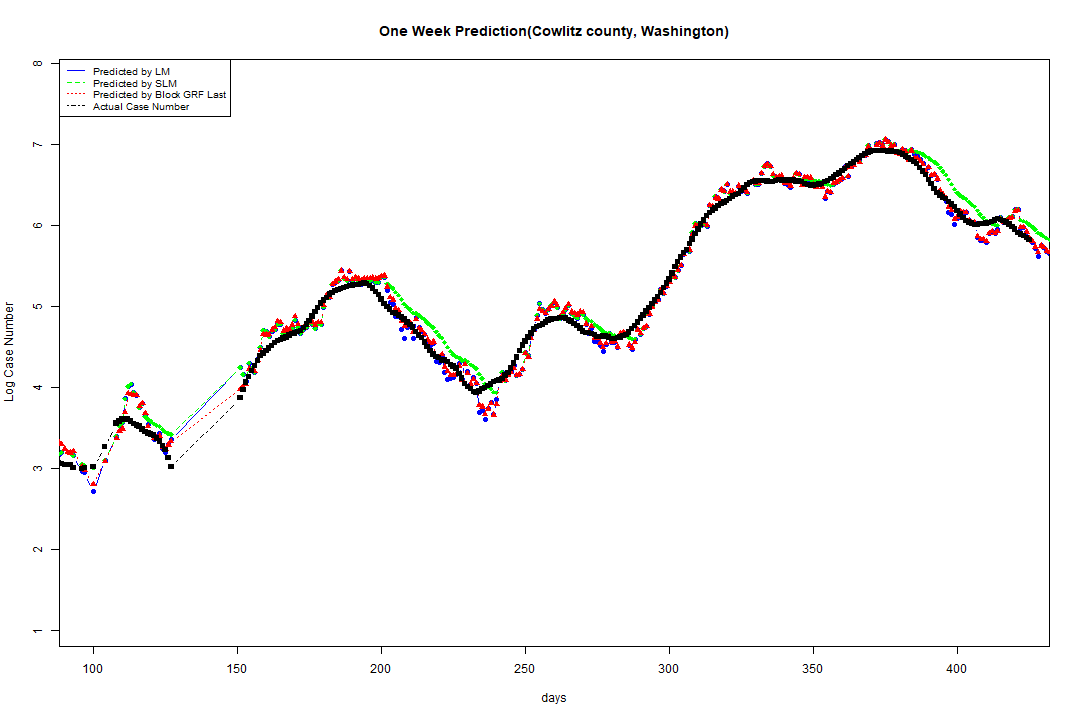 One Week Prediction(Cowlitz county, Washington)
Predicted by LM
Predicted by SLM
Predicted by Block GRF Last
Actual Case Number
8
7
6
5
4
3
2
1
Log Case Number
100 150 200 250 300 350 400
days